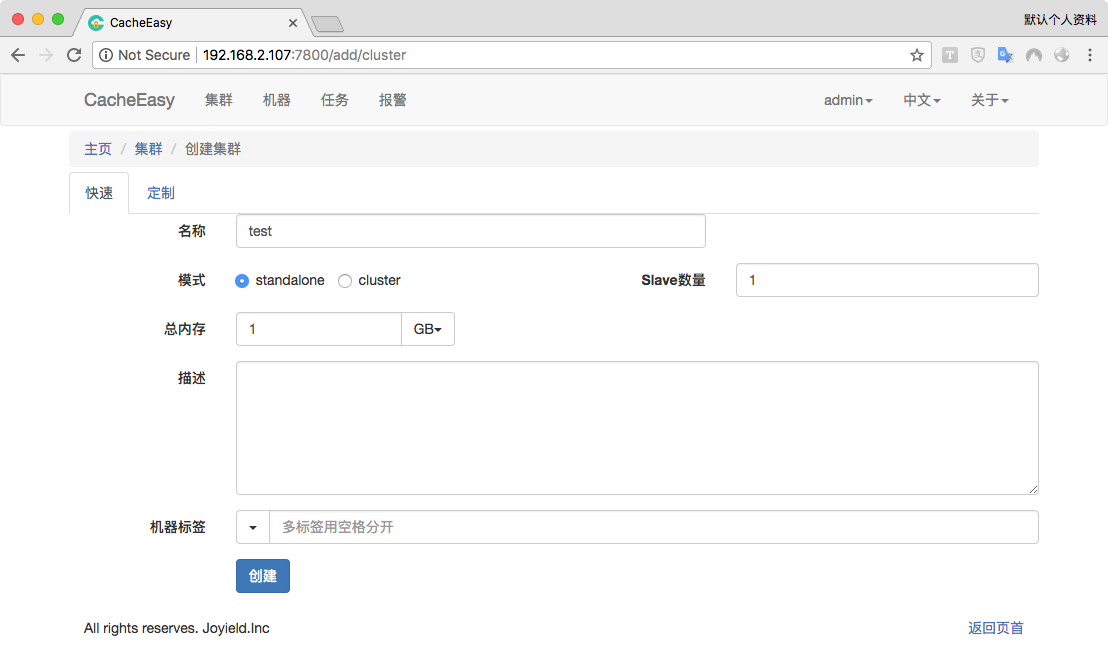 CacheEasy
默认个人资料
Not Secure 192.168.2.107:7800/add/cluster
CacheEasy 集群 机器 任务 报警 admin 中文 关于
主页 / 集群 / 创建集群
快速 定制
名称 test
模式 standalone cluster Slave数量 1
总内存 1 GB
描述
机器标签 多标签用空格分开
创建
All rights reserves. Joyield.Inc 返回页首